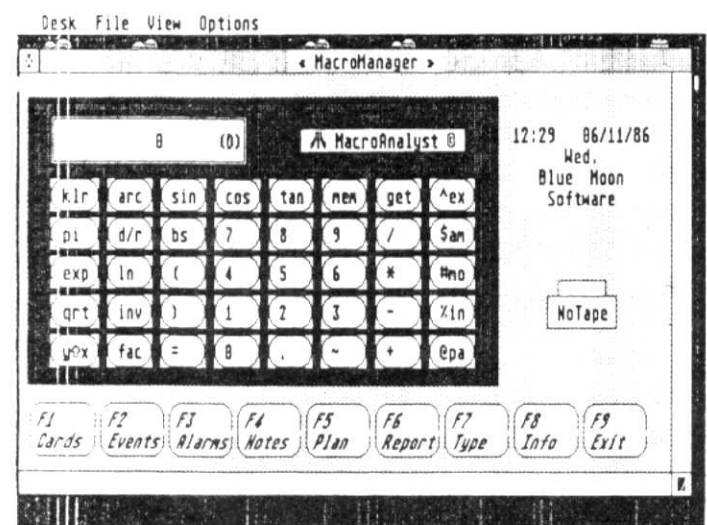 Desk File View Options
« MacroManager »
0 (D) MacroAnalyst ©
12:29 06/11/86
Wed.
Blue Moon
Software
klr arc sin cos tan mem get ^ex
pi d/r bs 7 8 9 / $am
exp ln ( 4 5 6 * #mo
qrt inv ) 1 2 3 - %in
y^x fac = 0 . ~ + @pa
NoTape
F1 F2 F3 F4 F5 F6 F7 F8 F9
Cards Events Alarms Notes Plan Report Type Info Exit